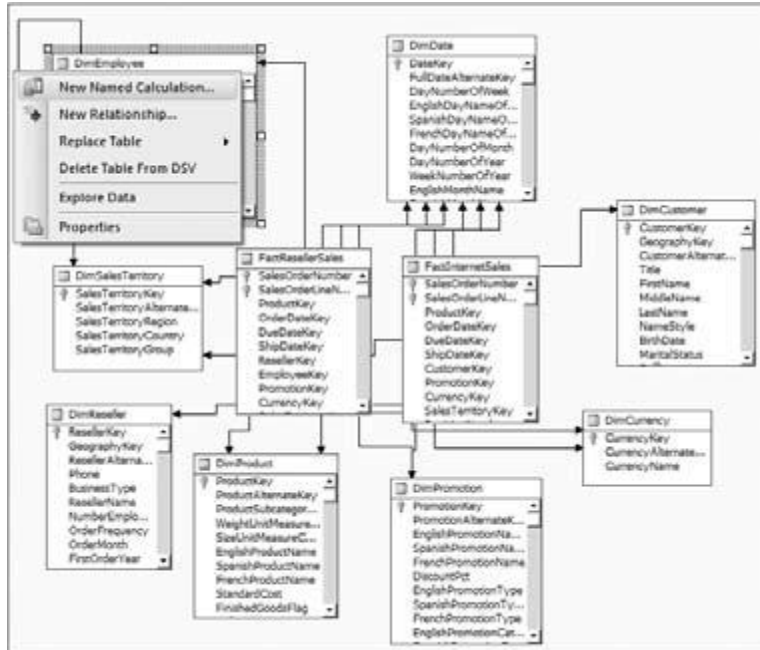 DimEmployee
New Named Calculation...
New Relationship...
Replace Table
Delete Table From DSV
Explore Data
Properties
DimDate
DateKey
FullDateAlternateKey
DayNumberOfWeek
EnglishDayNameOf...
SpanishDayNameO...
FrenchDayNameOf...
DayNumberOfMonth
DayNumberOfYear
WeekNumberOfYear
EnglishMonthName
DimCustomer
CustomerKey
GeographyKey
CustomerAlternat...
Title
FirstName
MiddleName
LastName
NameStyle
BirthDate
MaritalStatus
DimSalesTerritory
SalesTerritoryKey
SalesTerritoryAlternate...
SalesTerritoryRegion
SalesTerritoryCountry
SalesTerritoryGroup
FactResellerSales
SalesOrderNumber
SalesOrderLineN...
ProductKey
OrderDateKey
DueDateKey
ShipDateKey
ResellerKey
EmployeeKey
PromotionKey
CurrencyKey
FactInternetSales
SalesOrderNumber
SalesOrderLineN...
ProductKey
OrderDateKey
DueDateKey
ShipDateKey
CustomerKey
PromotionKey
CurrencyKey
SalesTerritoryKey
DimReseller
ResellerKey
GeographyKey
ResellerAlterna...
Phone
BusinessType
ResellerName
NumberEmplo...
OrderFrequency
OrderMonth
FirstOrderYear
DimProduct
ProductKey
ProductAlternateKey
ProductSubcategor...
WeightUnitMeasure...
SizeUnitMeasureC...
EnglishProductName
SpanishProductName
FrenchProductName
StandardCost
FinishedGoodsFlag
DimPromotion
PromotionKey
PromotionAlternateK...
EnglishPromotionNa...
SpanishPromotionNa...
FrenchPromotionName
DiscountPct
EnglishPromotionType
SpanishPromotionTy...
FrenchPromotionType
EnglishPromotionCat...
DimCurrency
CurrencyKey
CurrencyAlternate...
CurrencyName